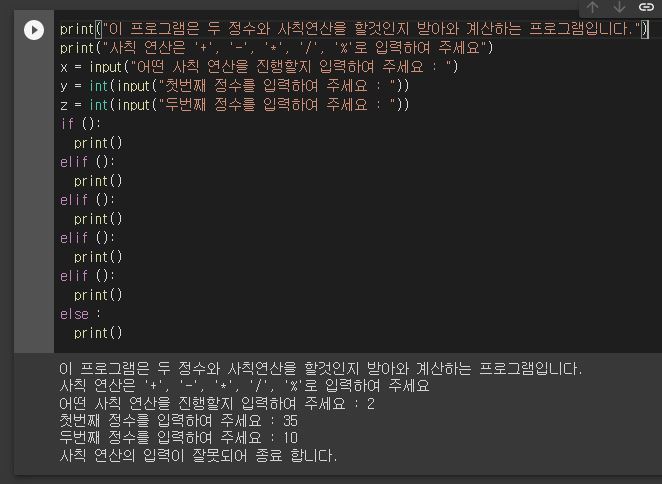 print("이 프로그램은 두 정수와 사칙연산을 할것인지 받아와 계산하는 프로그램입니다.")
print("사칙 연산은 '+', '-', '*', '/', '%'로 입력하여 주세요")
x = input("어떤 사칙 연산을 진행할지 입력하여 주세요 : ")
y = int(input("첫번째 정수를 입력하여 주세요 : "))
z = int(input("두번째 정수를 입력하여 주세요 : "))
if ():
  print()
elif ():
  print()
elif ():
  print()
elif ():
  print()
elif ():
  print()
else :
  print()
이 프로그램은 두 정수와 사칙연산을 할것인지 받아와 계산하는 프로그램입니다.
사칙 연산은 '+', '-', '*', '/', '%'로 입력하여 주세요
어떤 사칙 연산을 진행할지 입력하여 주세요 : 2
첫번째 정수를 입력하여 주세요 : 35
두번째 정수를 입력하여 주세요 : 10
사칙 연산의 입력이 잘못되어 종료 합니다.